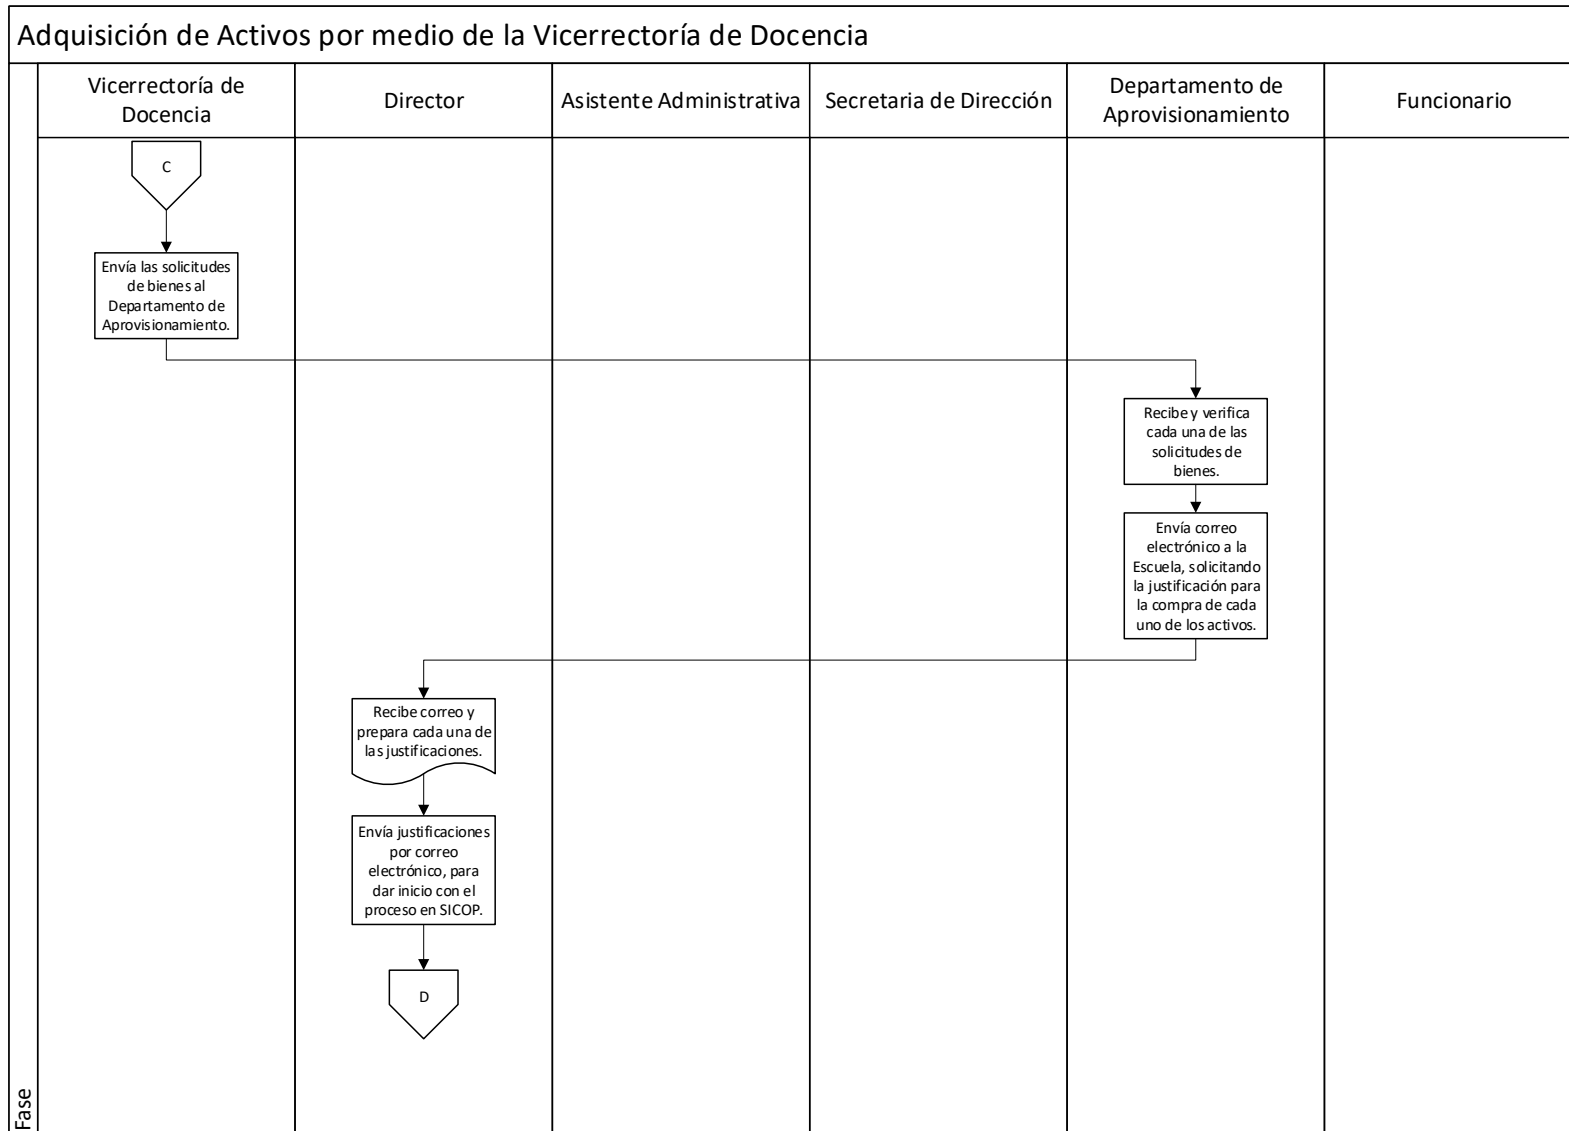 Adquisición de Activos por medio de la Vicerrectoría de Docencia
Vicerrectoría de
Docencia
Director
Asistente Administrativa
Secretaria de Dirección
Departamento de
Aprovisionamiento
Funcionario
C
Envía las solicitudes
de bienes al
Departamento de
Aprovisionamiento.
Recibe y verifica
cada una de las
solicitudes de
bienes.
Envía correo
electrónico a la
Escuela, solicitando
la justificación para
la compra de cada
uno de los activos.
Recibe correo y
prepara cada una de
las justificaciones.
Envía justificaciones
por correo
electrónico, para
dar inicio con el
proceso en SICOP.
D
Fase